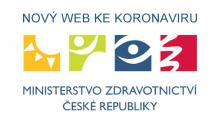 NOVÝ WEB KE KORONAVIRU
MINISTERSTVO ZDRAVOTNICTVÍ
ČESKÉ REPUBLIKY